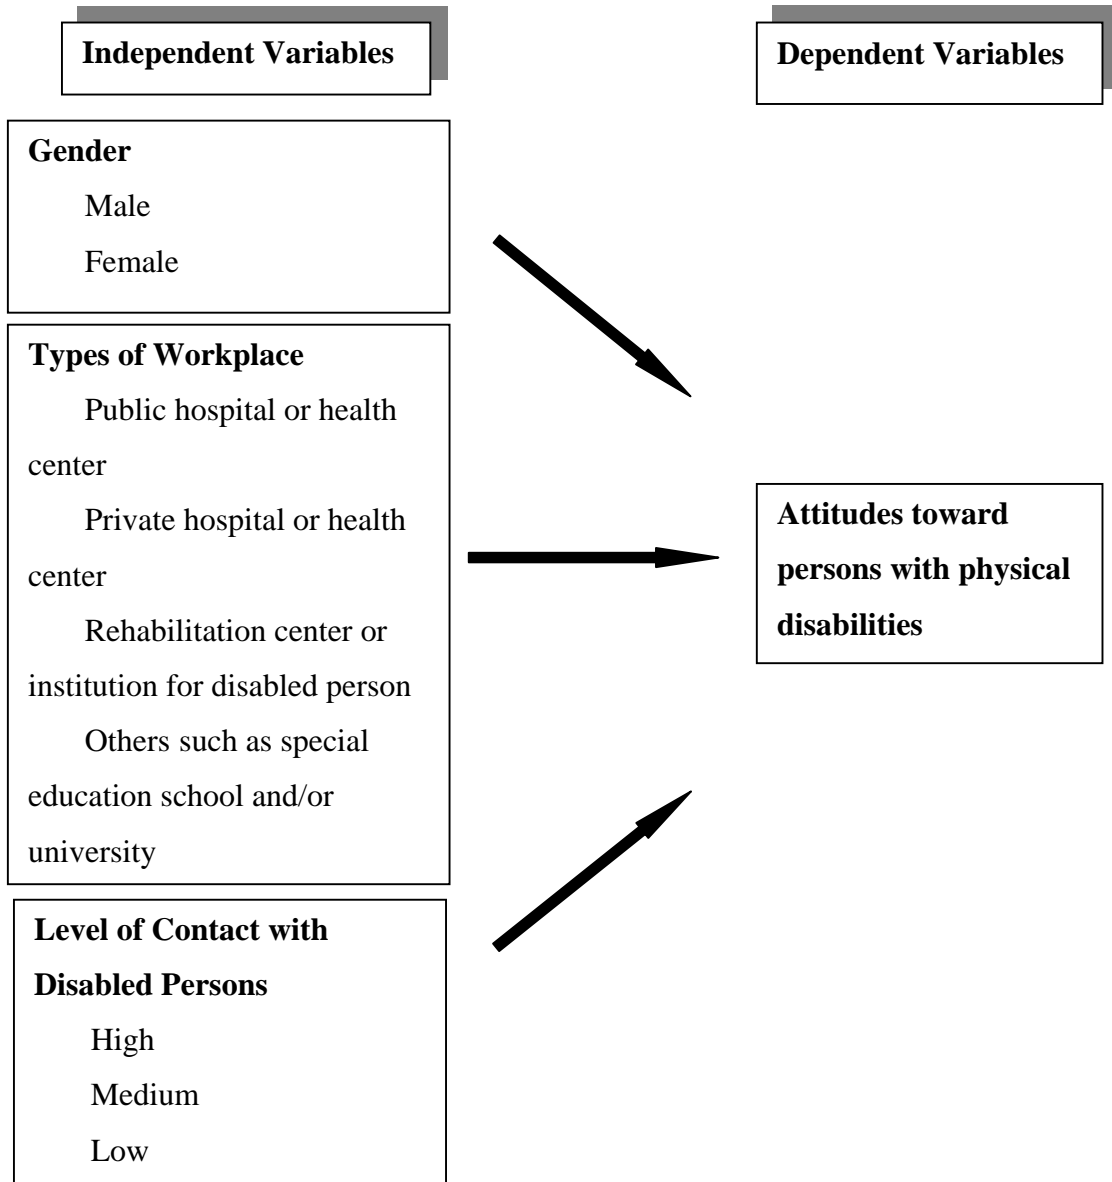 Independent Variables
Dependent Variables
Gender
Male
Female
Types of Workplace
Public hospital or health
center
Private hospital or health
center
Rehabilitation center or
institution for disabled person
Others such as special
education school and/or
university
Attitudes toward
persons with physical
disabilities
Level of Contact with
Disabled Persons
High
Medium
Low